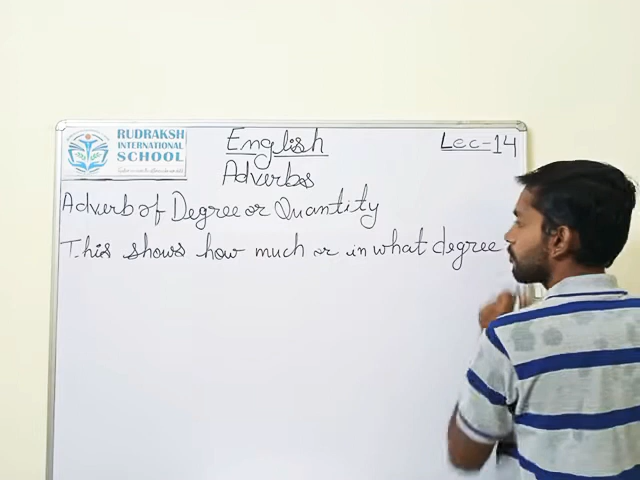 RUDRAKSH
INTERNATIONAL
SCHOOL
English
Lec-14
Adverbs
Adverb of Degree or Quantity
This shows how much or in what degree